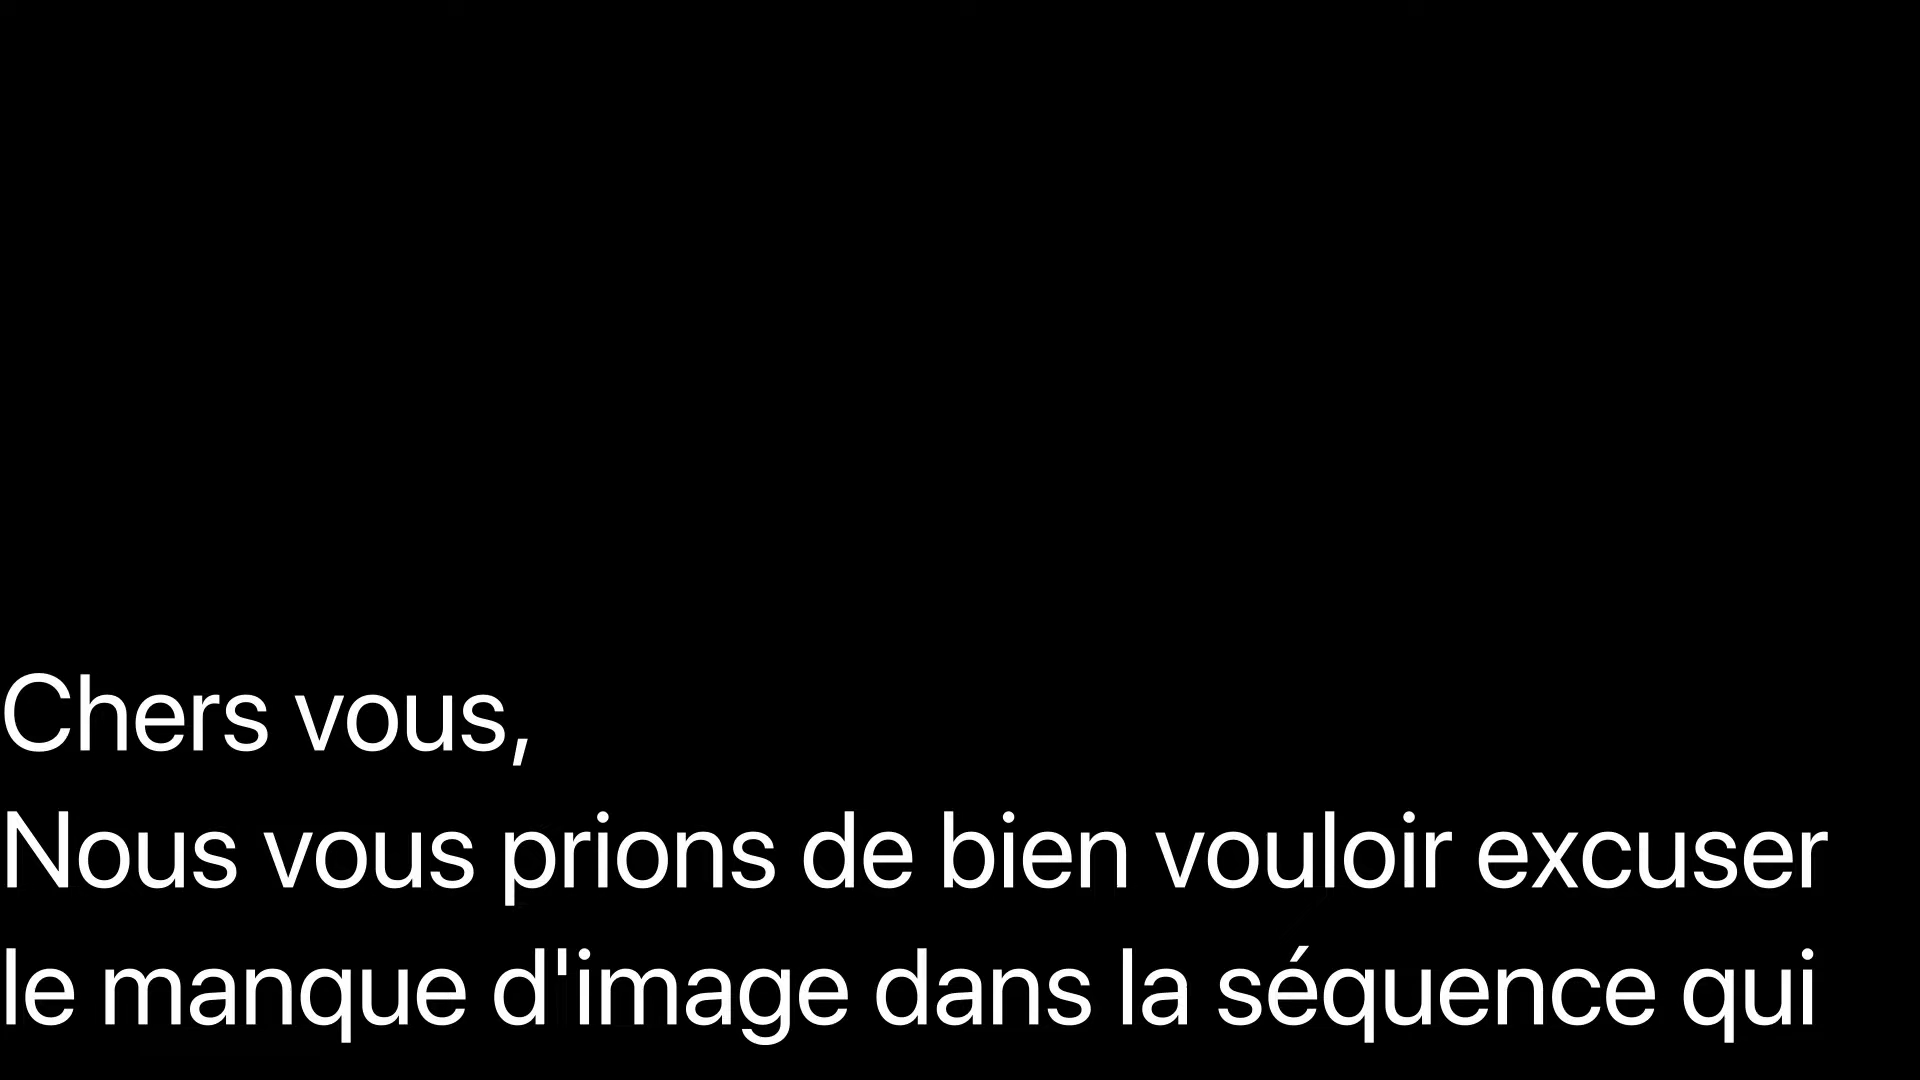 Chers vous,
Nous vous prions de bien vouloir excuser
le manque d'image dans la séquence qui